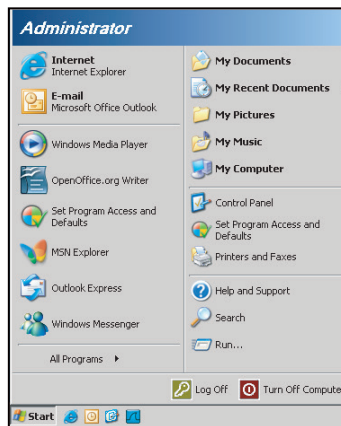 Administrator
Internet
Internet Explorer
E-mail
Microsoft Office Outlook
Windows Media Player
OpenOffice.org Writer
Set Program Access and
Defaults
MSN Explorer
Outlook Express
Windows Messenger
All Programs
My Documents
My Recent Documents
My Pictures
My Music
My Computer
Control Panel
Set Program Access and
Defaults
Printers and Faxes
Help and Support
Search
Run...
Log Off
Turn Off Compute
Start